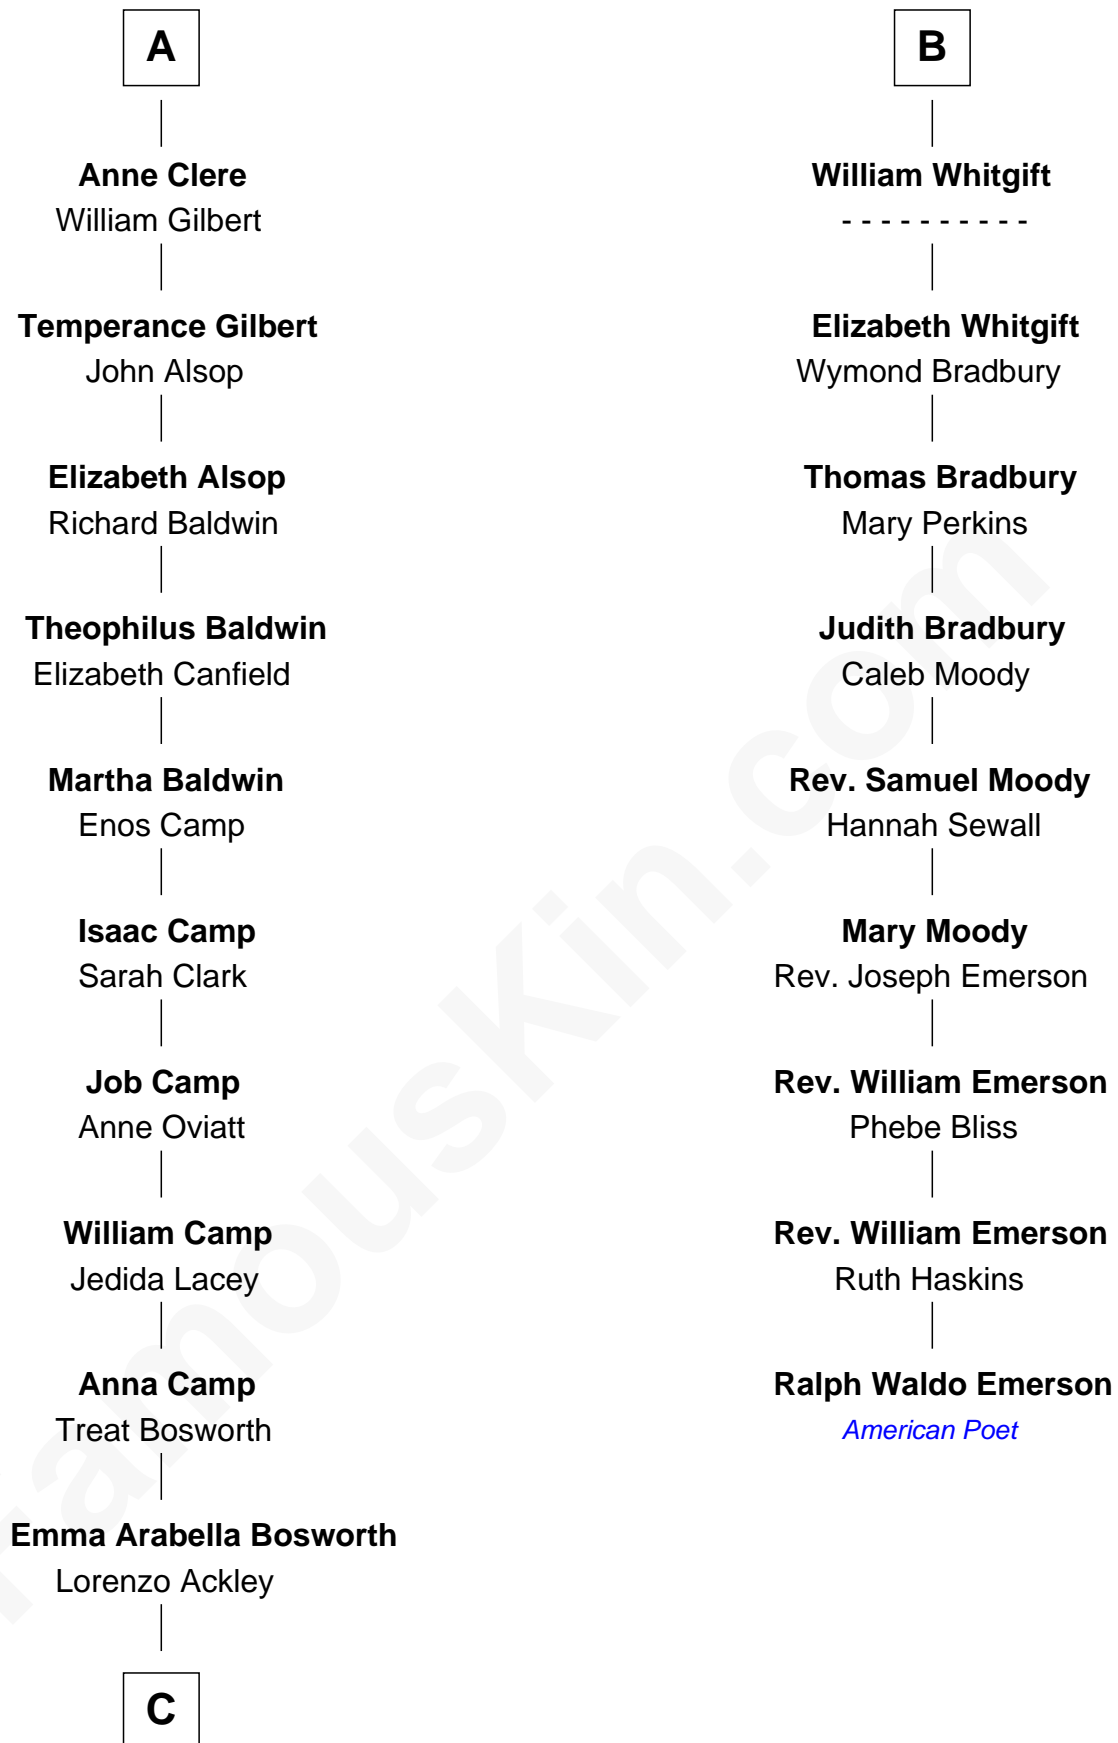 A
Anne Clere
William Gilbert
Temperance Gilbert
John Alsop
Elizabeth Alsop
Richard Baldwin
Theophilus Baldwin
Elizabeth Canfield
Martha Baldwin
Enos Camp
Isaac Camp
Sarah Clark
Job Camp
Anne Oviatt
William Camp
Jedida Lacey
Anna Camp
Treat Bosworth
Emma Arabella Bosworth
Lorenzo Ackley
C
B
William Whitgift
- - - - - - - - - -
Elizabeth Whitgift
Wymond Bradbury
Thomas Bradbury
Mary Perkins
Judith Bradbury
Caleb Moody
Rev. Samuel Moody
Hannah Sewall
Mary Moody
Rev. Joseph Emerson
Rev. William Emerson
Phebe Bliss
Rev. William Emerson
Ruth Haskins
Ralph Waldo Emerson
American Poet
FamousKin.com